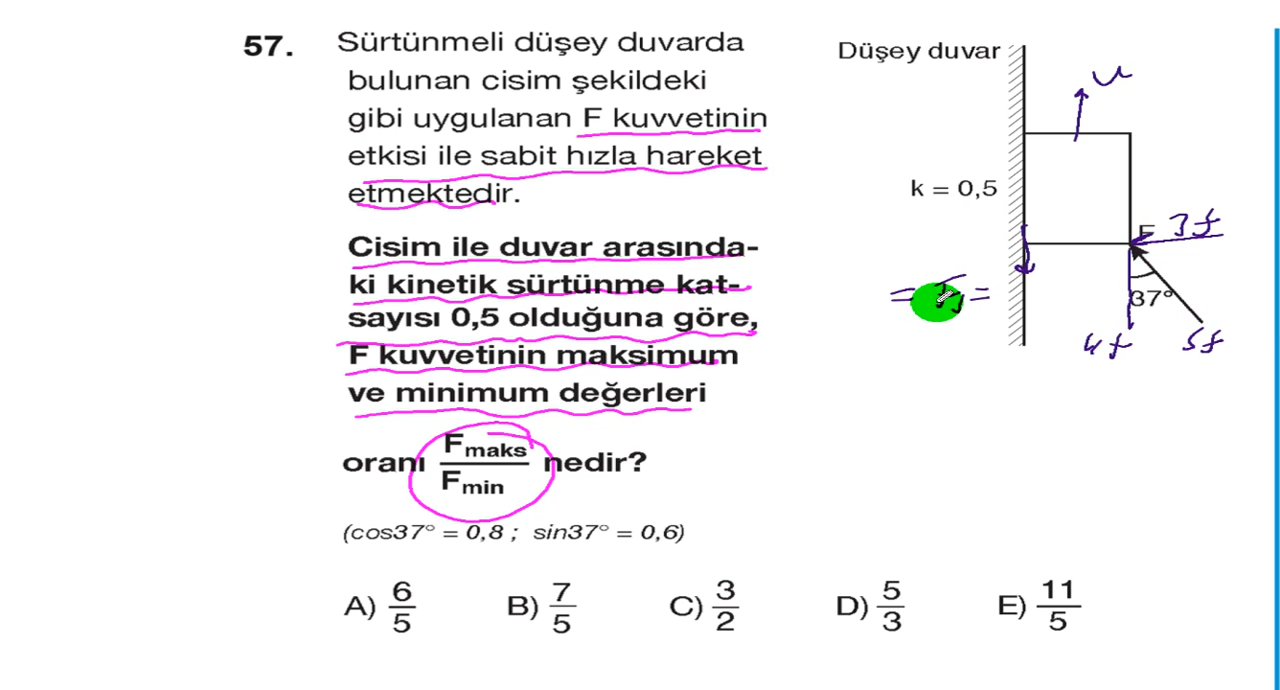 57. Sürtünmeli düşey duvarda
bulunan cisim şekildeki
gibi uygulanan F kuvvetinin
etkisi ile sabit hızla hareket
etmektedir.
Cisim ile duvar arasında-
ki kinetik sürtünme kat-
sayısı 0,5 olduğuna göre,
F kuvvetinin maksimum
ve minimum değerleri
oranı Fmaks / Fmin nedir?
(cos37° = 0,8 ; sin37° = 0,6)
A) 6/5 B) 7/5 C) 3/2 D) 5/3 E) 11/5
Düşey duvar
k = 0,5
F
3f
37°
4f
5f